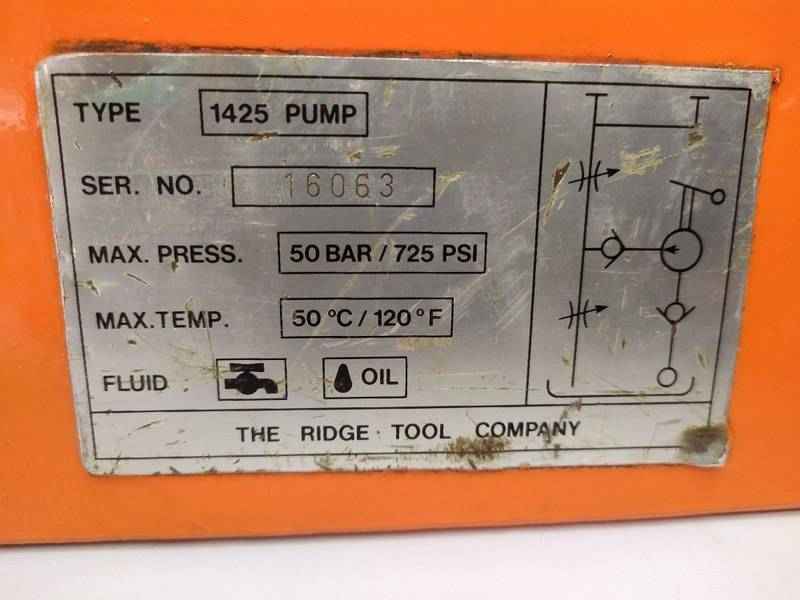 TYPE 1425 PUMP
SER. NO. 16063
MAX. PRESS. 50 BAR / 725 PSI
MAX. TEMP. 50 °C / 120 °F
FLUID OIL
THE RIDGE TOOL COMPANY